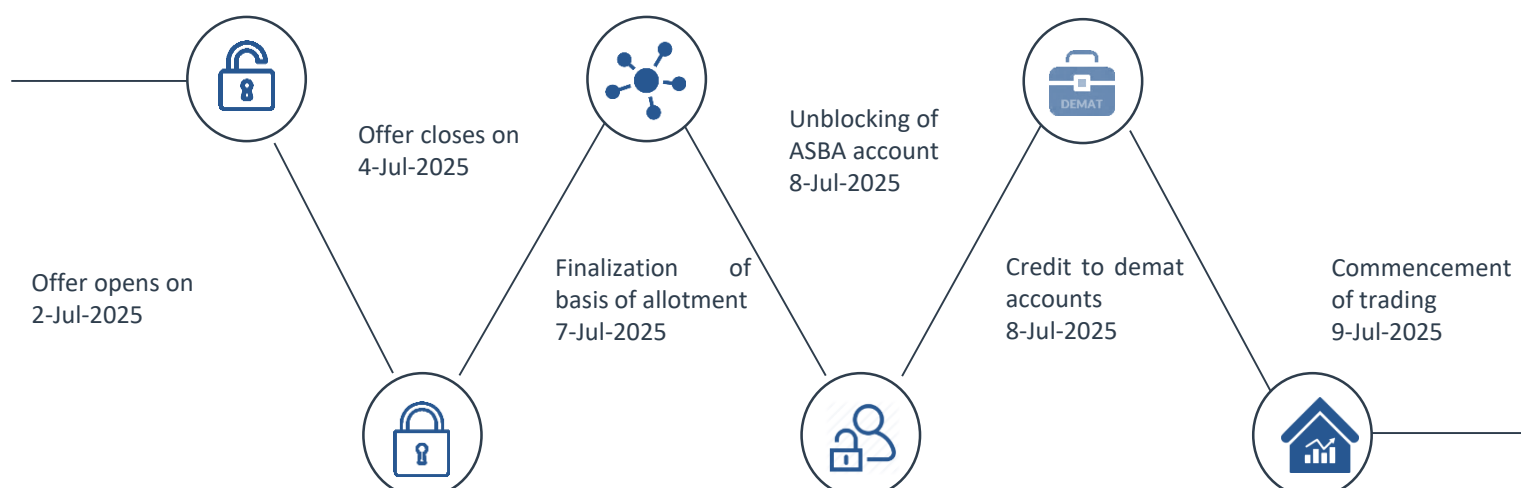 Offer opens on
2-Jul-2025
Offer closes on
4-Jul-2025
Finalization of
basis of allotment
7-Jul-2025
Unblocking of
ASBA account
8-Jul-2025
DEMAT
Credit to demat
accounts
8-Jul-2025
Commencement
of trading
9-Jul-2025